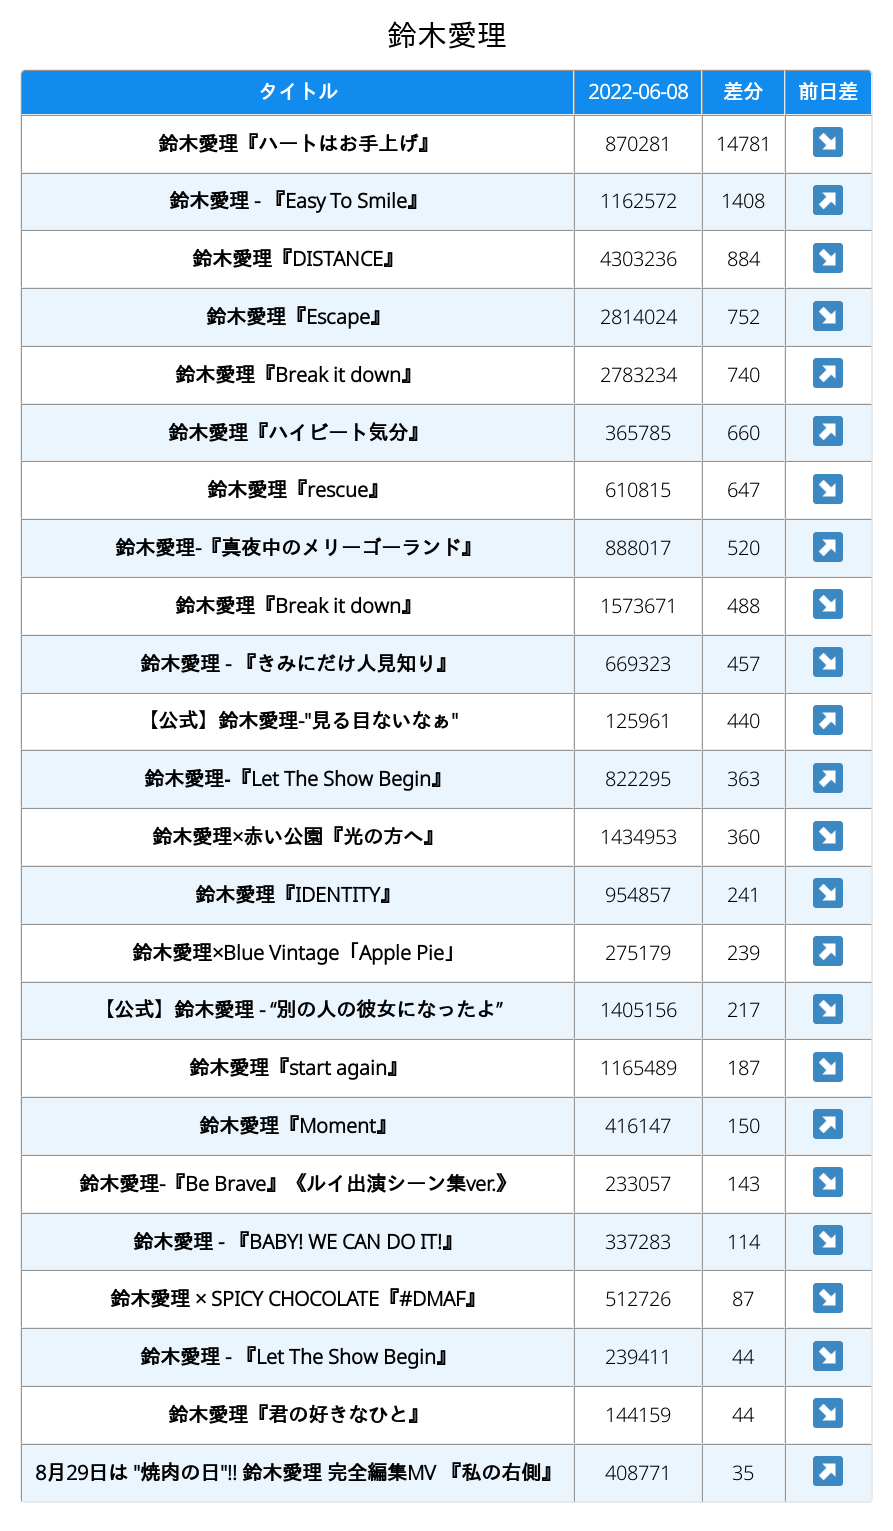 鈴木愛理
タイトル 2022-06-08 差分 前日差
鈴木愛理『ハートはお手上げ』 870281 14781 ↘
鈴木愛理 - 『Easy To Smile』 1162572 1408 ↗
鈴木愛理『DISTANCE』 4303236 884 ↘
鈴木愛理『Escape』 2814024 752 ↘
鈴木愛理『Break it down』 2783234 740 ↗
鈴木愛理『ハイビート気分』 365785 660 ↗
鈴木愛理『rescue』 610815 647 ↘
鈴木愛理-『真夜中のメリーゴーランド』 888017 520 ↗
鈴木愛理『Break it down』 1573671 488 ↘
鈴木愛理 - 『きみにだけ人見知り』 669323 457 ↘
【公式】鈴木愛理-"見る目ないなぁ" 125961 440 ↗
鈴木愛理-『Let The Show Begin』 822295 363 ↗
鈴木愛理×赤い公園『光の方へ』 1434953 360 ↘
鈴木愛理『IDENTITY』 954857 241 ↘
鈴木愛理×Blue Vintage「Apple Pie」 275179 239 ↗
【公式】鈴木愛理 - “別の人の彼女になったよ” 1405156 217 ↘
鈴木愛理『start again』 1165489 187 ↘
鈴木愛理『Moment』 416147 150 ↗
鈴木愛理-『Be Brave』《ルイ出演シーン集ver.》 233057 143 ↘
鈴木愛理 - 『BABY! WE CAN DO IT!』 337283 114 ↘
鈴木愛理 × SPICY CHOCOLATE『#DMAF』 512726 87 ↘
鈴木愛理 - 『Let The Show Begin』 239411 44 ↘
鈴木愛理『君の好きなひと』 144159 44 ↘
8月29日は "焼肉の日"!! 鈴木愛理 完全編集MV 『私の右側』 408771 35 ↗